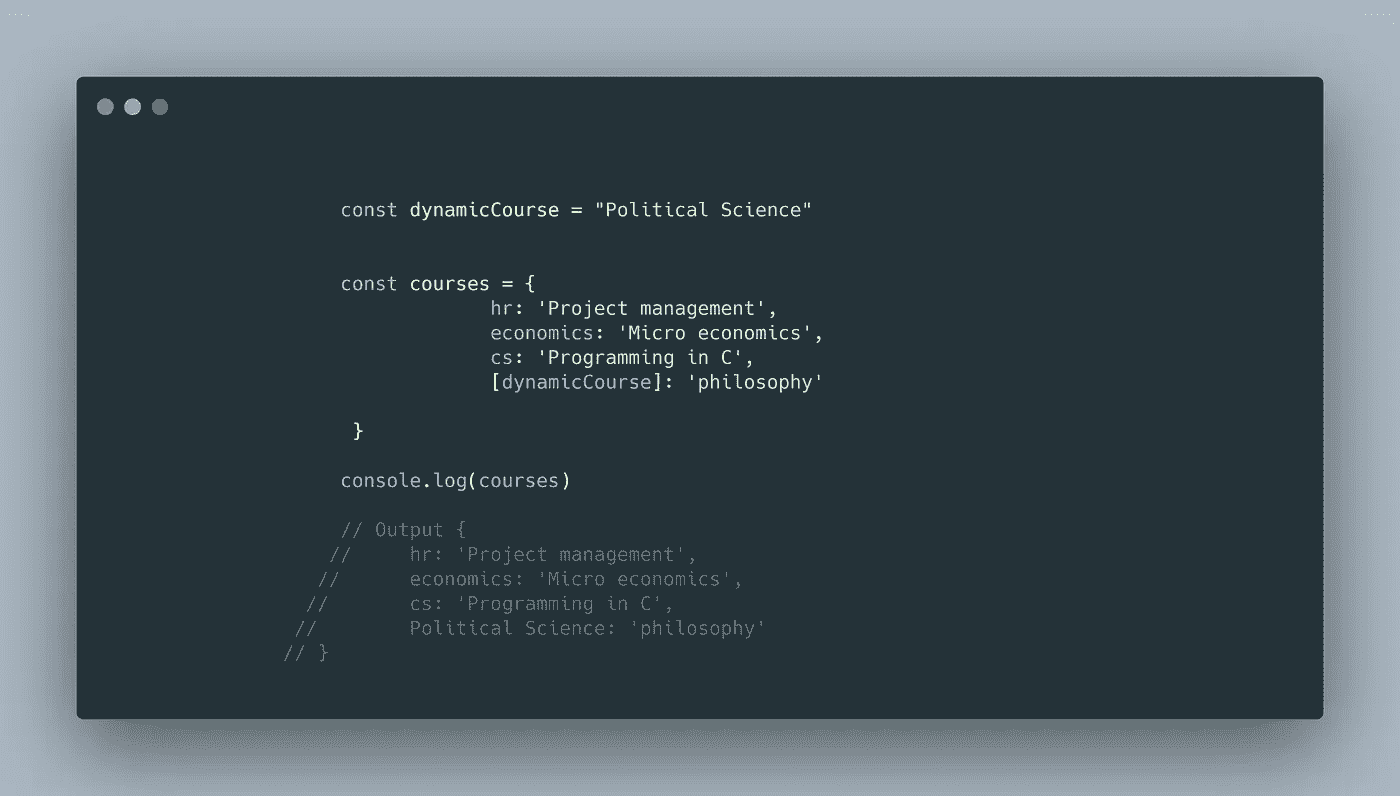 const dynamicCourse = "Political Science"
const courses = {
hr: 'Project management',
economics: 'Micro economics',
cs: 'Programming in C',
[dynamicCourse]: 'philosophy'
}
console.log(courses)
// Output {
// hr: 'Project management',
// economics: 'Micro economics',
// cs: 'Programming in C',
// Political Science: 'philosophy'
// }